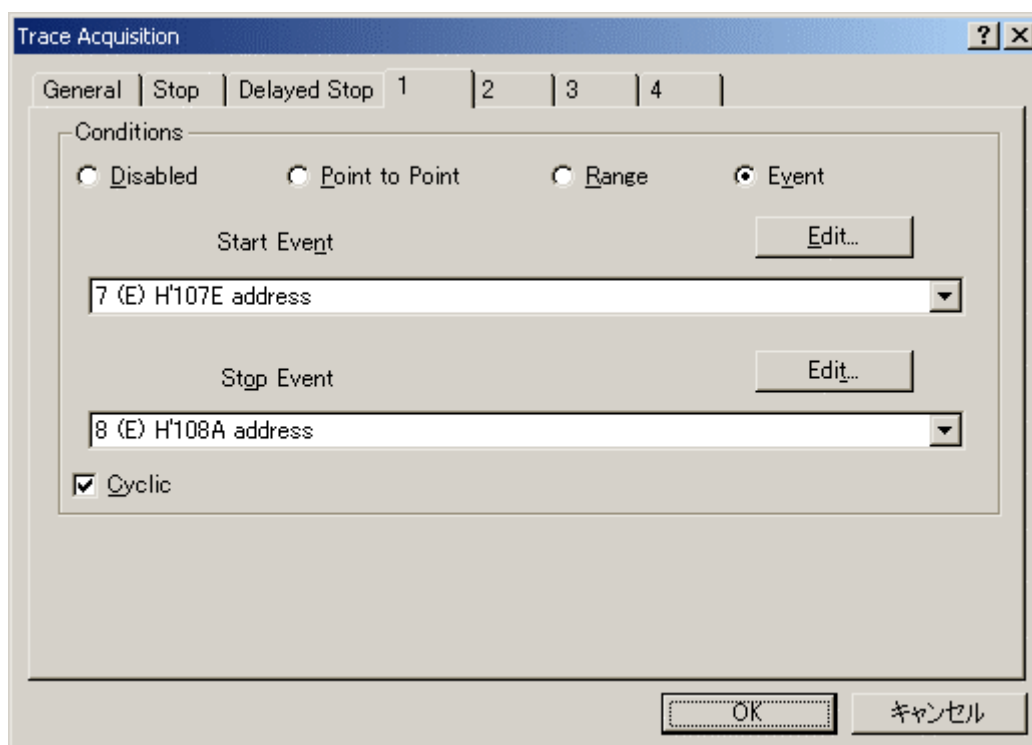 Trace Acquisition
General Stop Delayed Stop 1 2 3 4
Conditions
Disabled Point to Point Range Event
Start Event Edit...
7 (E) H'107E address
Stop Event Edit...
8 (E) H'108A address
Cyclic
OK キャンセル